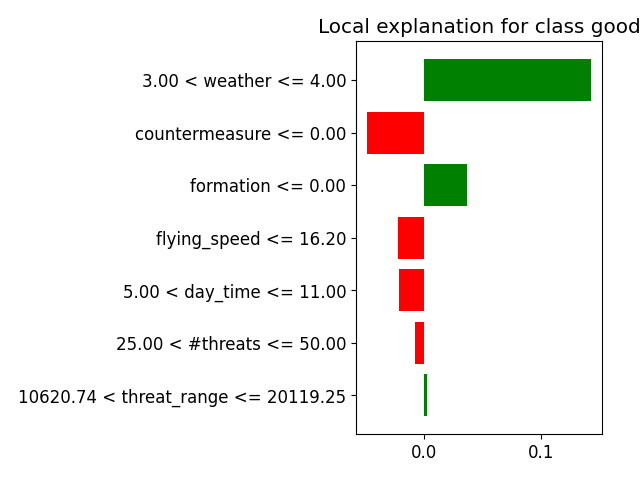 Local explanation for class good
3.00 < weather <= 4.00
countermeasure <= 0.00
formation <= 0.00
flying_speed <= 16.20
5.00 < day_time <= 11.00
25.00 < #threats <= 50.00
10620.74 < threat_range <= 20119.25
0.0 0.1